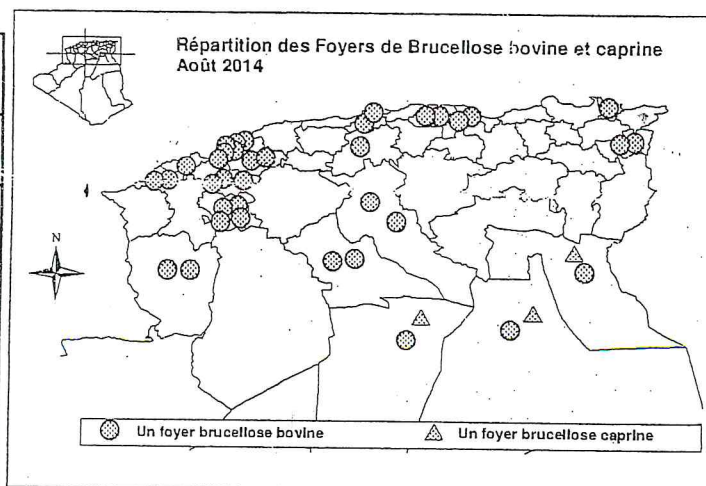 Répartition des Foyers de Brucellose bovine et caprine
Août 2014
N
Un foyer brucellose bovine
Un foyer brucellose caprine